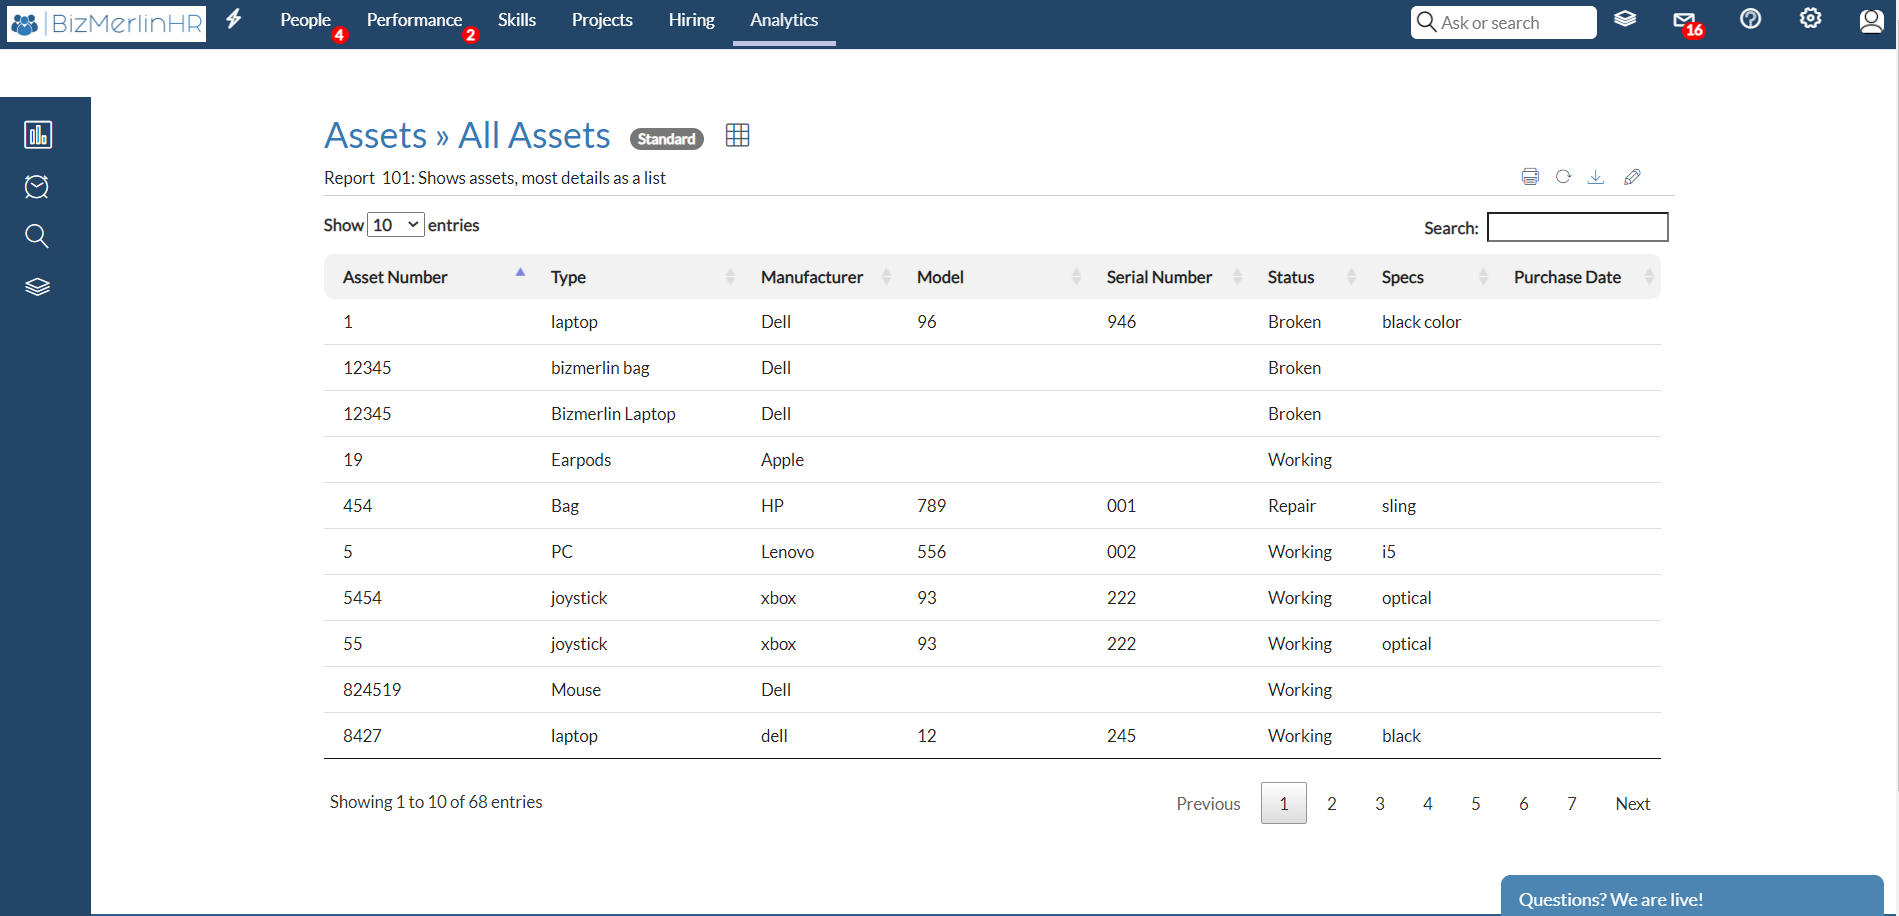 BizMerlinHR People 4 Performance 2 Skills Projects Hiring Analytics Ask or search 16
Assets » All Assets Standard
Report 101: Shows assets, most details as a list
Show 10 entries Search:
Asset Number Type Manufacturer Model Serial Number Status Specs Purchase Date
1 laptop Dell 96 946 Broken black color
12345 bizmerlin bag Dell Broken
12345 Bizmerlin Laptop Dell Broken
19 Earpods Apple Working
454 Bag HP 789 001 Repair sling
5 PC Lenovo 556 002 Working i5
5454 joystick xbox 93 222 Working optical
55 joystick xbox 93 222 Working optical
824519 Mouse Dell Working
8427 laptop dell 12 245 Working black
Showing 1 to 10 of 68 entries Previous 1 2 3 4 5 6 7 Next
Questions? We are live!